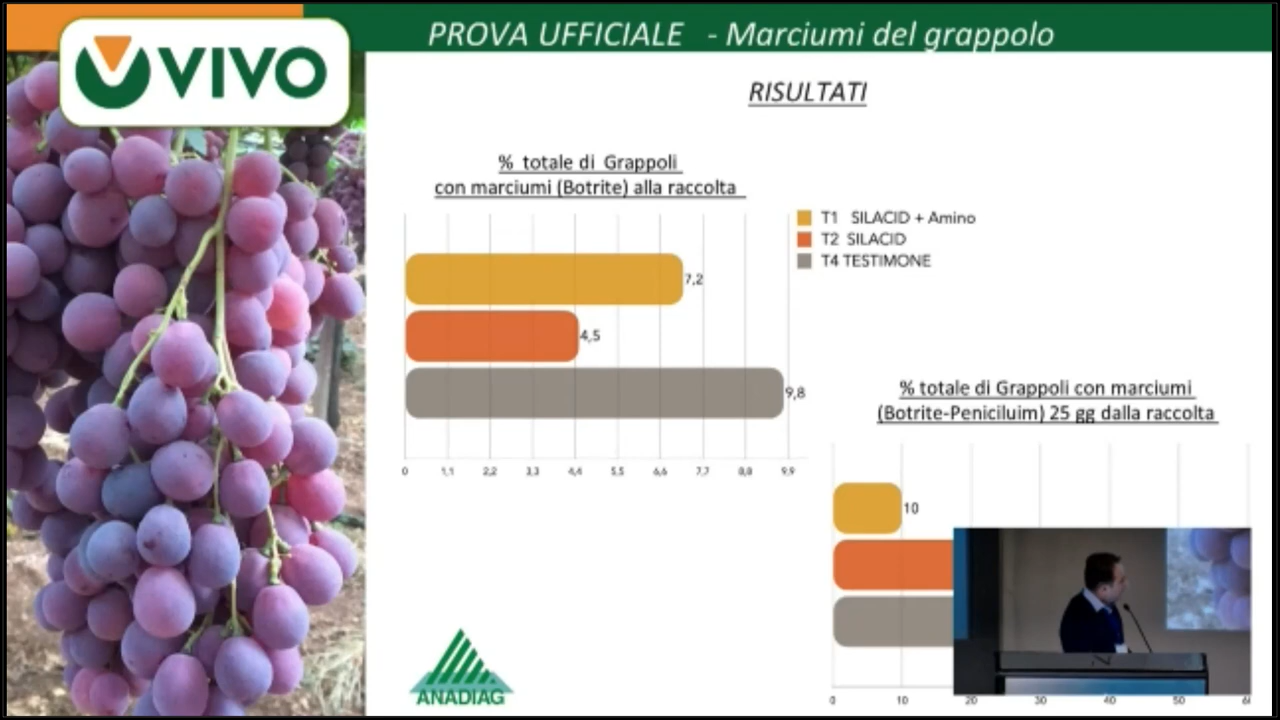 VIVO
PROVA UFFICIALE - Marciumi del grappolo
RISULTATI
% totale di Grappoli
con marciumi (Botrite) alla raccolta
T1 SILACID + Amino
T2 SILACID
T4 TESTIMONE
7,2
4,5
9,8
0 1,1 2,2 3,3 4,4 5,5 6,6 7,7 8,8 9,9
% totale di Grappoli con marciumi
(Botrite-Peniciluim) 25 gg dalla raccolta
10
0 10 20 30 40 50
ANADIAG